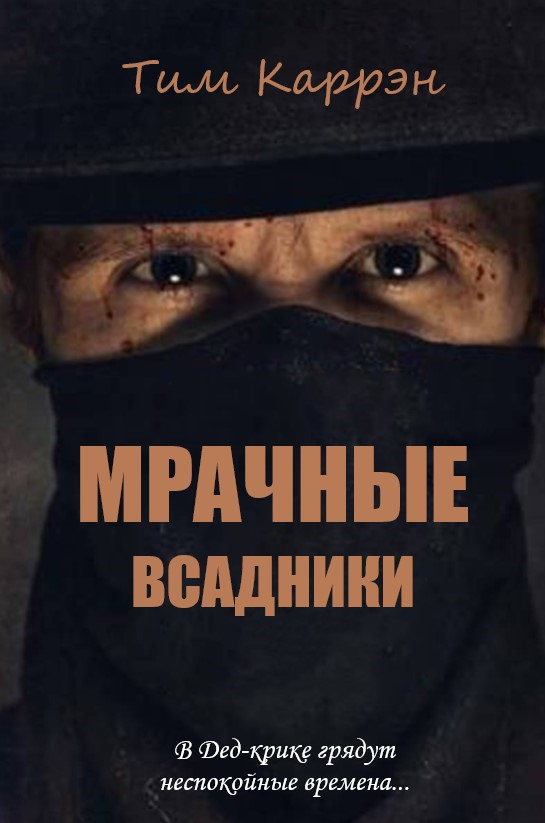 Тим Каррэн
МРАЧНЫЕ
ВСАДНИКИ
В Дед-крике грядут
неспокойные времена...